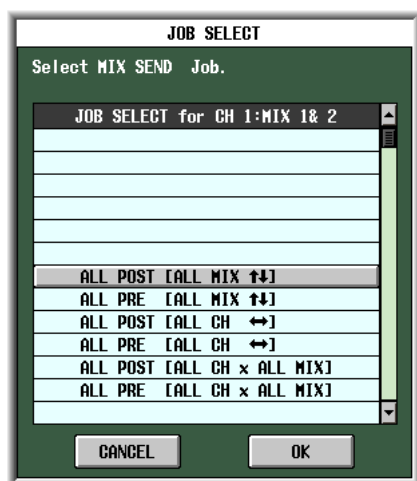 JOB SELECT
Select MIX SEND Job.
JOB SELECT for CH 1:MIX 1& 2
ALL POST [ALL MIX ⬆⬇]
ALL PRE [ALL MIX ⬆⬇]
ALL POST [ALL CH ↔]
ALL PRE [ALL CH ↔]
ALL POST [ALL CH x ALL MIX]
ALL PRE [ALL CH x ALL MIX]
CANCEL OK